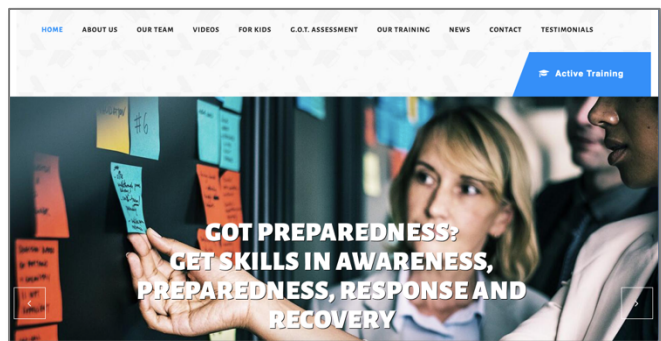 HOME ABOUT US OUR TEAM VIDEOS FOR KIDS G.O.T. ASSESSMENT OUR TRAINING NEWS CONTACT TESTIMONIALS
Active Training
#6
GOT PREPAREDNESS?
GET SKILLS IN AWARENESS,
PREPAREDNESS, RESPONSE AND
RECOVERY